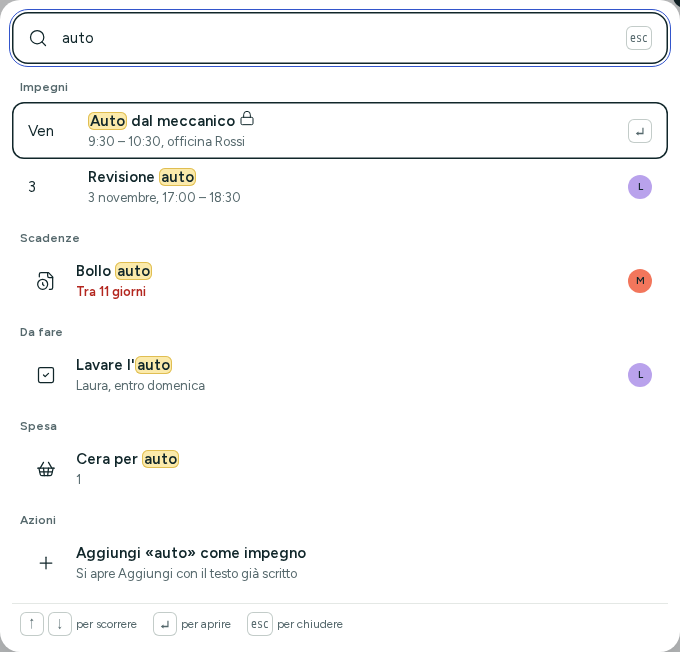 auto esc
Impegni
Ven
Auto dal meccanico
9:30 – 10:30, officina Rossi
↵
3
Revisione auto
3 novembre, 17:00 – 18:30
L
Scadenze
Bollo auto
Tra 11 giorni
M
Da fare
Lavare l'auto
Laura, entro domenica
L
Spesa
Cera per auto
1
Azioni
Aggiungi «auto» come impegno
Si apre Aggiungi con il testo già scritto
↑ ↓ per scorrere ↵ per aprire esc per chiudere